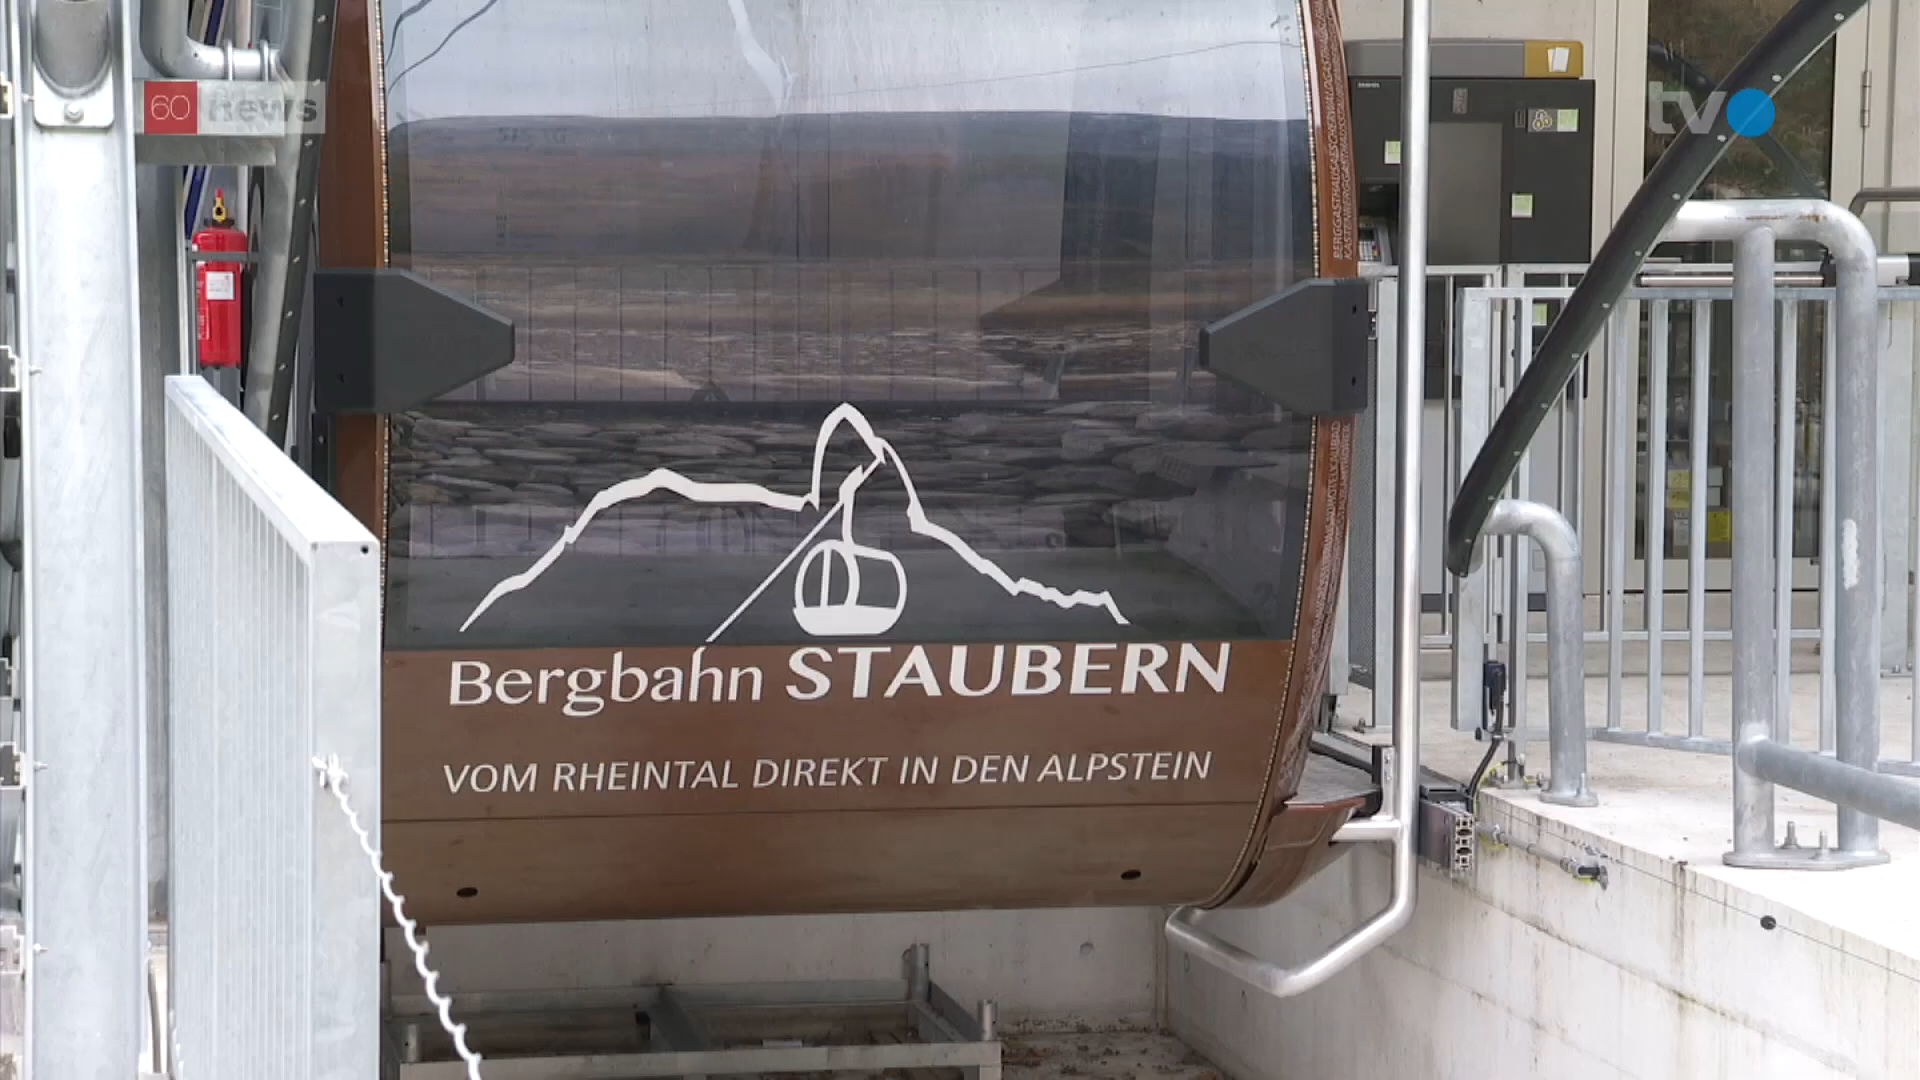 60 news
tvo
Bergbahn STAUBERN
VOM RHEINTAL DIREKT IN DEN ALPSTEIN